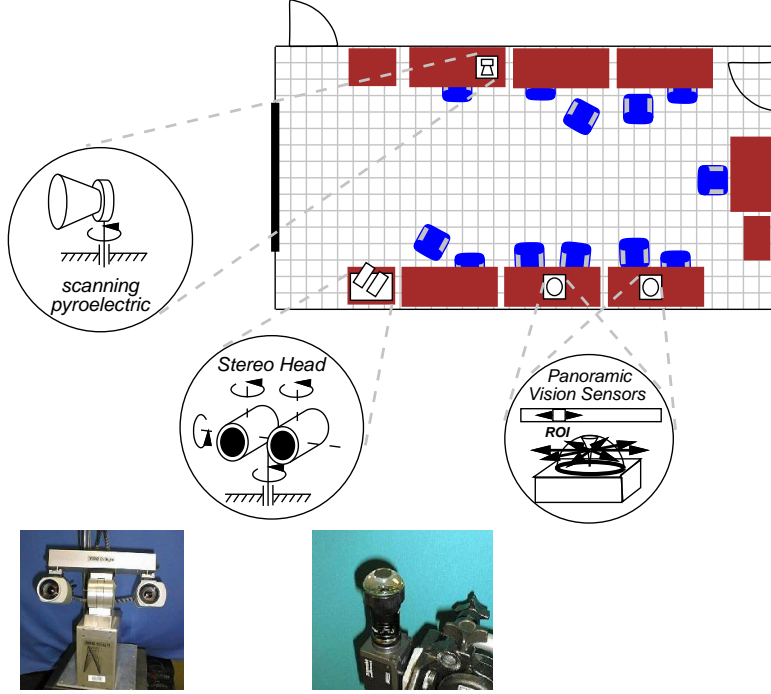 scanning
pyroelectric
Stereo Head
Panoramic
Vision Sensors
ROI